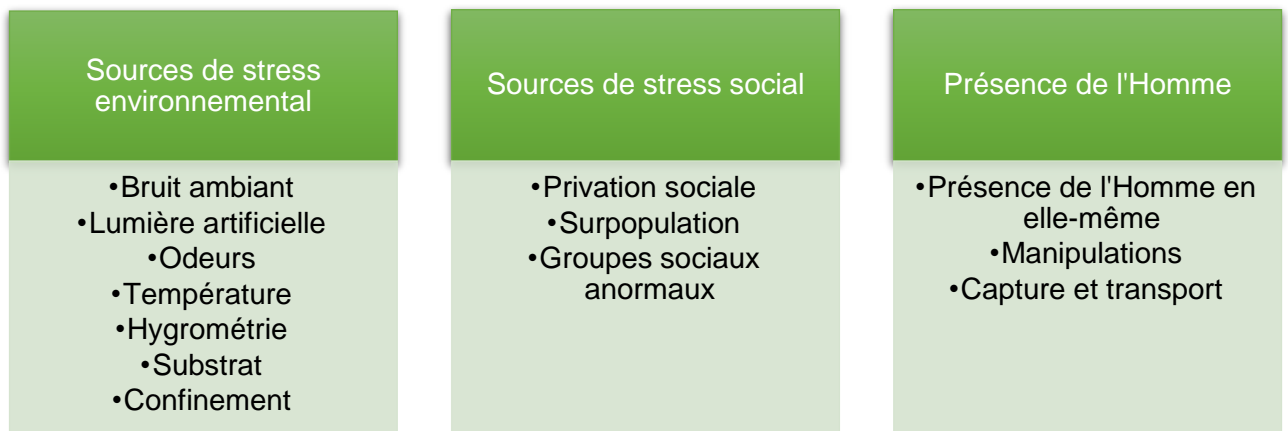 Sources de stress
environnemental
•Bruit ambiant
•Lumière artificielle
•Odeurs
•Température
•Hygrométrie
•Substrat
•Confinement
Sources de stress social
•Privation sociale
•Surpopulation
•Groupes sociaux
anormaux
Présence de l'Homme
•Présence de l'Homme en
elle-même
•Manipulations
•Capture et transport